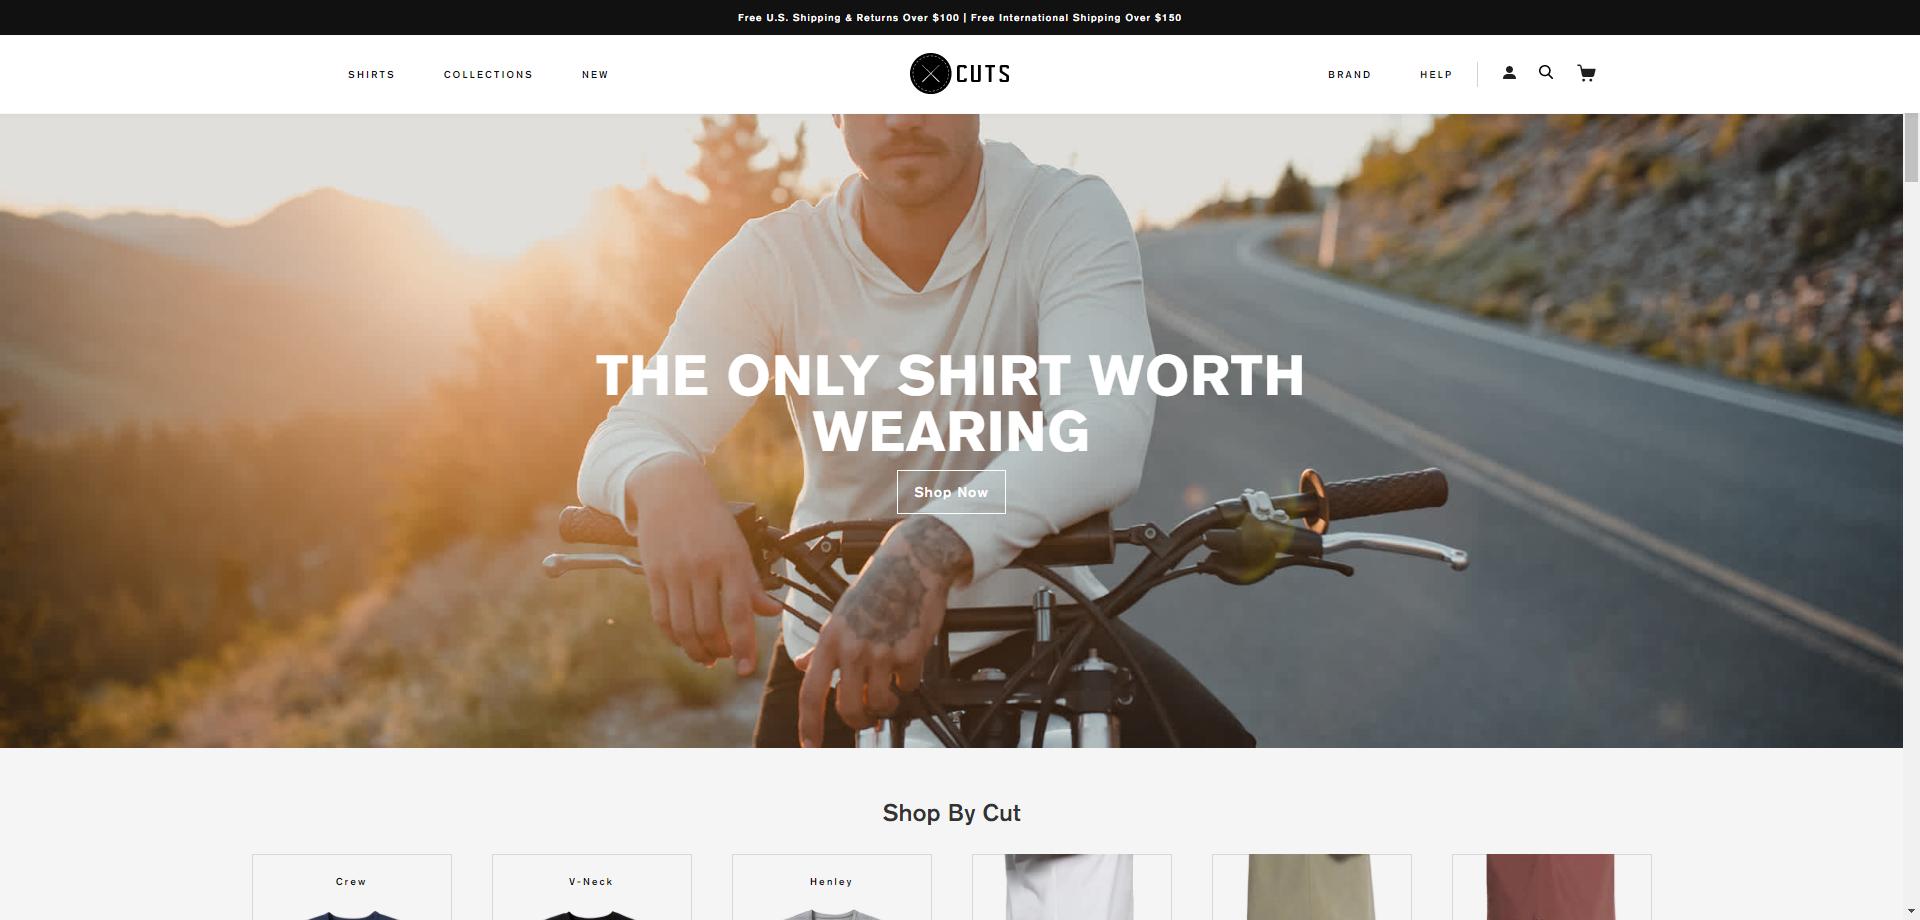 Free U.S. Shipping & Returns Over $100 | Free International Shipping Over $150
SHIRTS COLLECTIONS NEW CUTS BRAND HELP
THE ONLY SHIRT WORTH
WEARING
Shop Now
Shop By Cut
Crew V-Neck Henley